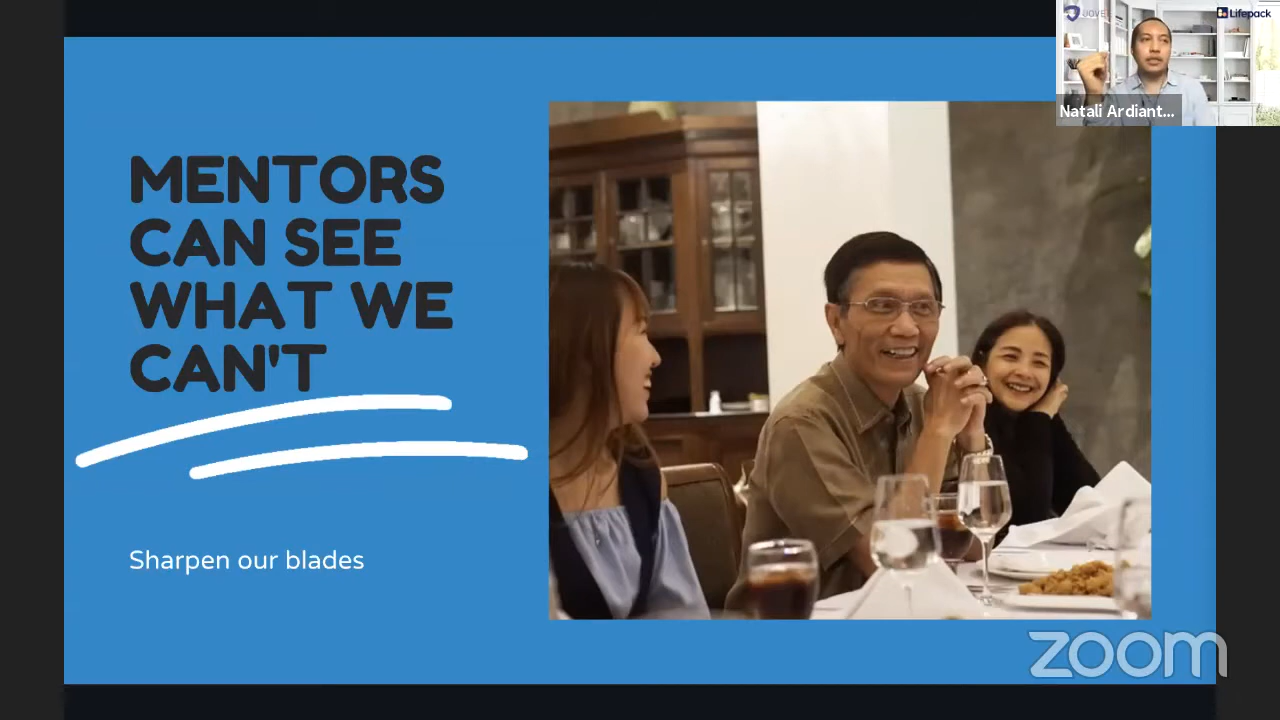 Lifepack
Natali Ardiant...
MENTORS
CAN SEE
WHAT WE
CAN'T
Sharpen our blades
zoom